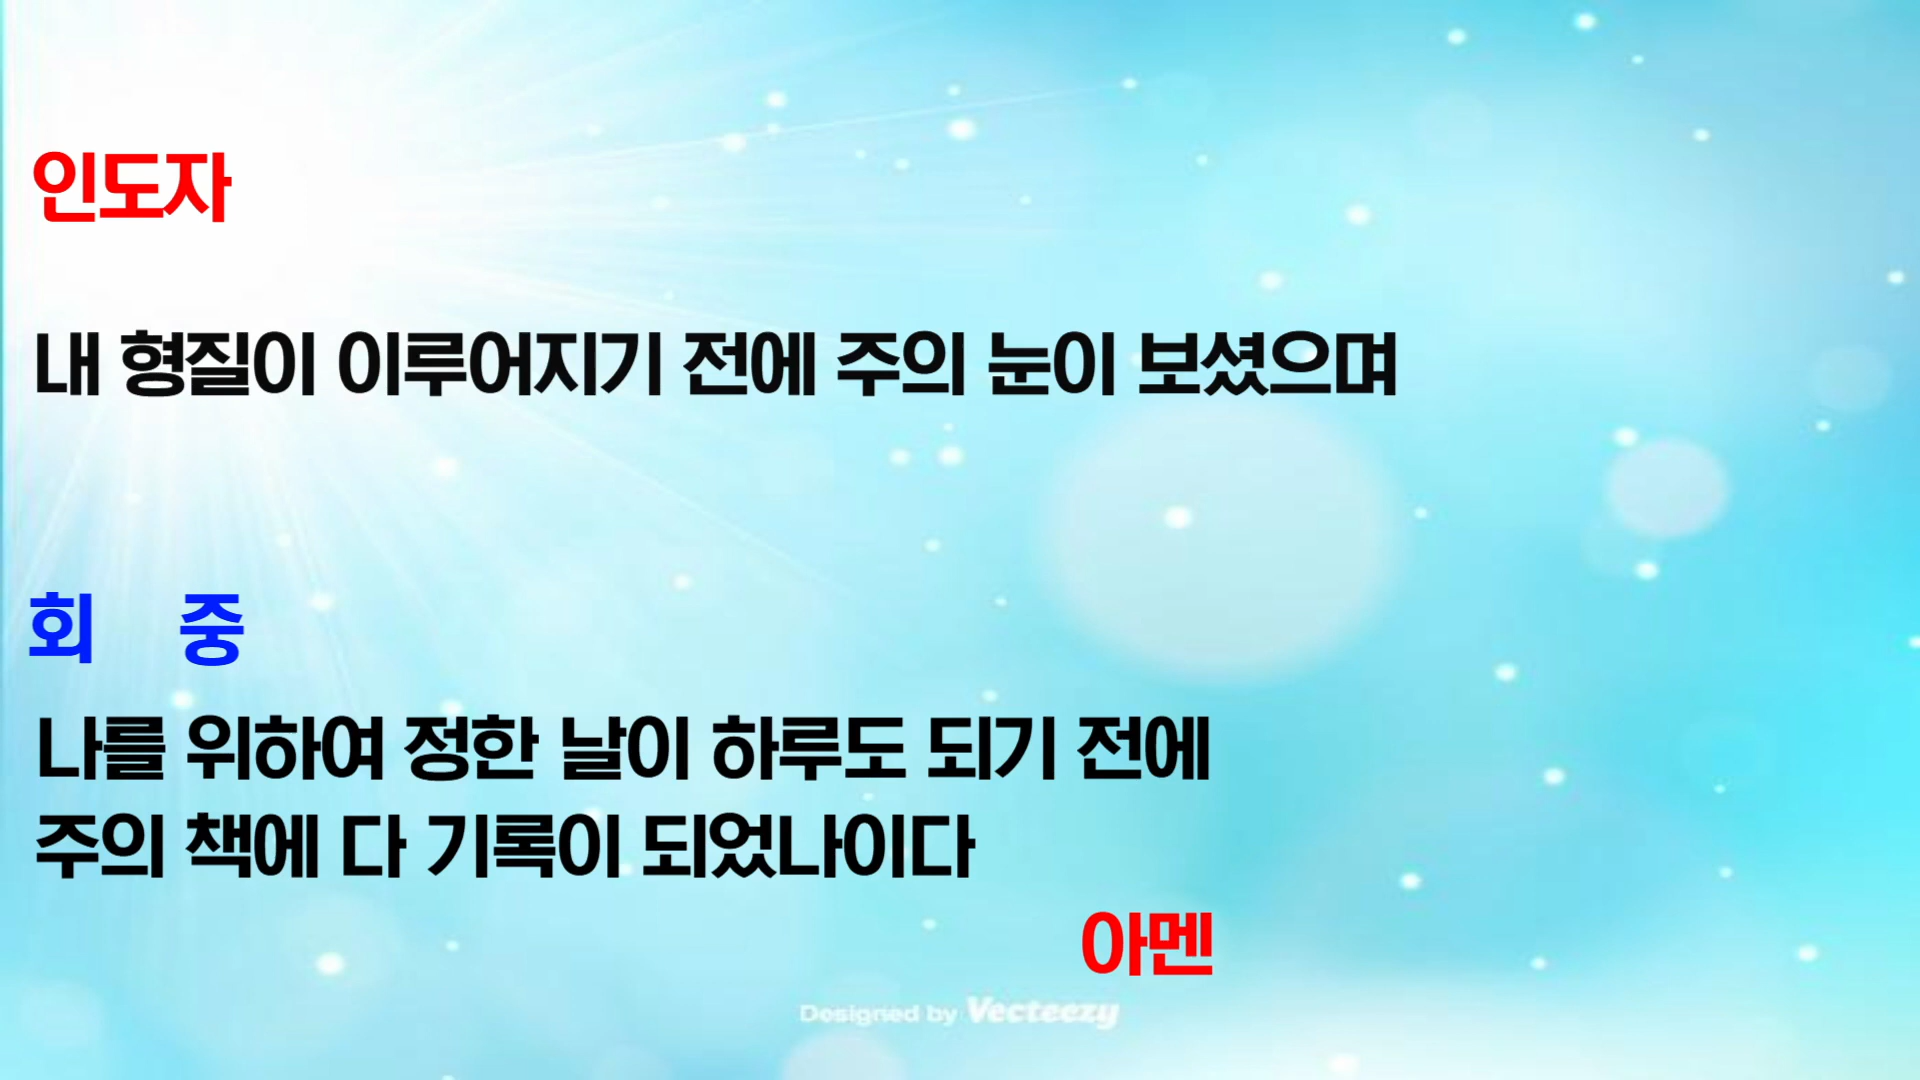 인도자
내 형질이 이루어지기 전에 주의 눈이 보셨으며
회 중
나를 위하여 정한 날이 하루도 되기 전에
주의 책에 다 기록이 되었나이다
아멘
Designed by Vecteezy